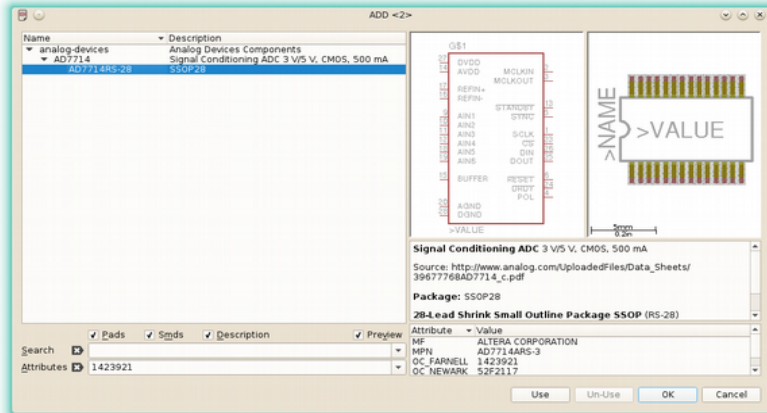 ADD <2>
Name Description
analog-devices Analog Devices Components
AD7714 Signal Conditioning ADC 3 V/5 V, CMOS, 500 mA
AD7714RS-28 SSOP28
G$1
DVDD
AVDD
MCLKIN
MCLKOUT
REFIN+
REFIN-
STANDBY
SYNC
AIN1
AIN2
AIN3
AIN4
AIN5
AIN6
SCLK
CS
DIN
DOUT
BUFFER
RESET
DRDY
POL
AGND
DGND
>VALUE
>NAME
>VALUE
5mm
0.2in
Signal Conditioning ADC 3 V/5 V, CMOS, 500 mA
Source: http://www.analog.com/UploadedFiles/Data_Sheets/
39677768AD7714_c.pdf
Package: SSOP28
28-Lead Shrink Small Outline Package SSOP (RS-28)
Pads Smds Description Preview
Search
Attributes 1423921
Attribute Value
MF ALTERA CORPORATION
MPN AD7714ARS-3
OC_FARNELL 1423921
OC_NEWARK 52F2117
Use Un-Use OK Cancel